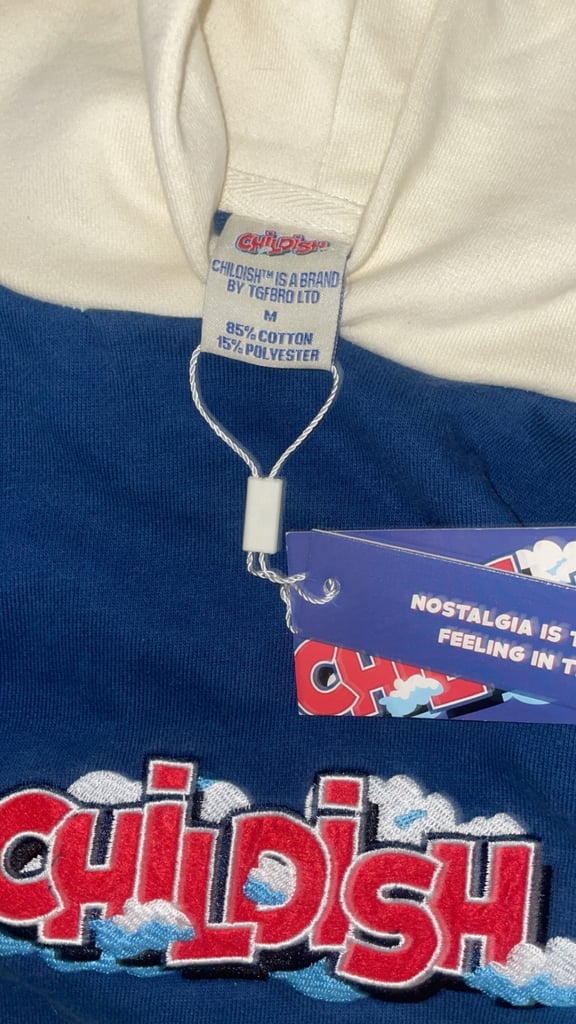 CHILDISH
CHILDISH™ IS A BRAND
BY TGFBRO LTD
M
85% COTTON
15% POLYESTER
NOSTALGIA IS
FEELING IN
CHILDISH